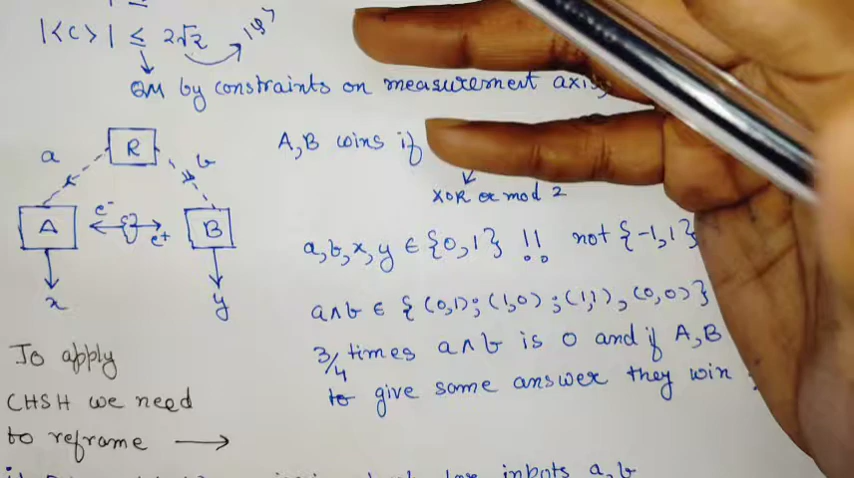 |<C>| ≤ 2√2 → |φ>
QM by constraints on measurement axis
R
a b
A e- e+ B
x y
A,B wins if
XOR or mod 2
a,b,x,y ∈ {0,1} !! not {-1,1}
a∧b ∈ {(0,1);(1,0);(1,1),(0,0)}
3/4 times a∧b is 0 and if A,B
to give same answer they win
To apply
CHSH we need
to reframe →
inputs a,b